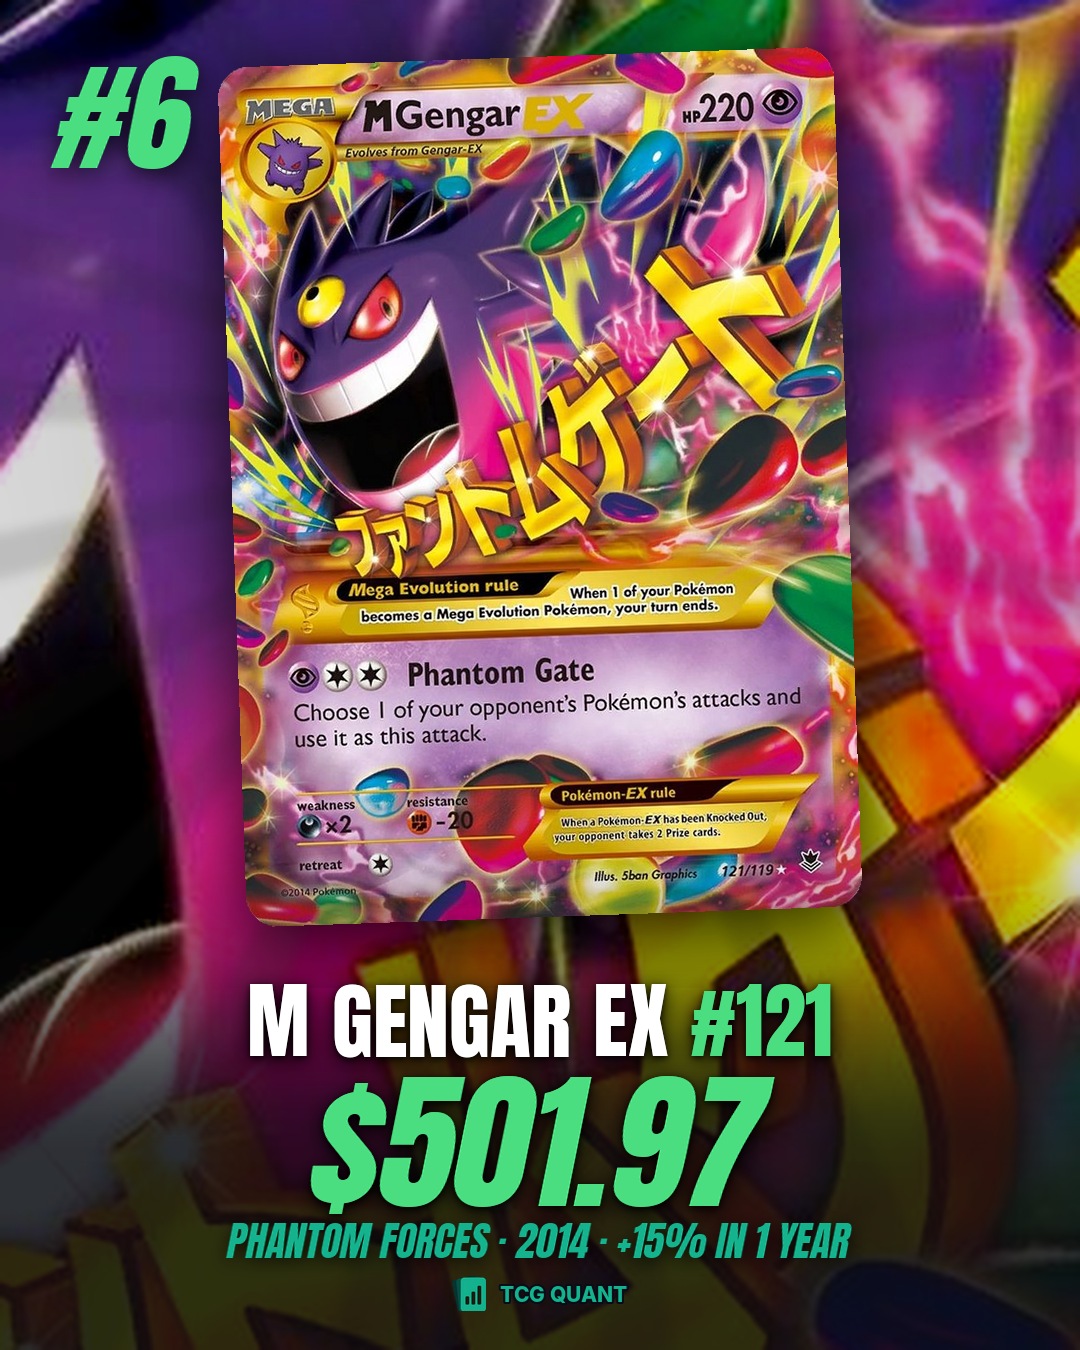 #6
MEGA
M Gengar EX
HP 220
Evolves from Gengar-EX
ファントムゲート
Mega Evolution rule
When 1 of your Pokémon
becomes a Mega Evolution Pokémon, your turn ends.
Phantom Gate
Choose 1 of your opponent's Pokémon's attacks and
use it as this attack.
weakness
×2
resistance
-20
retreat
Pokémon-EX rule
When a Pokémon-EX has been Knocked Out,
your opponent takes 2 Prize cards.
Illus. 5ban Graphics
121/119
©2014 Pokémon
M GENGAR EX #121
$501.97
PHANTOM FORCES · 2014 · +15% IN 1 YEAR
TCG QUANT